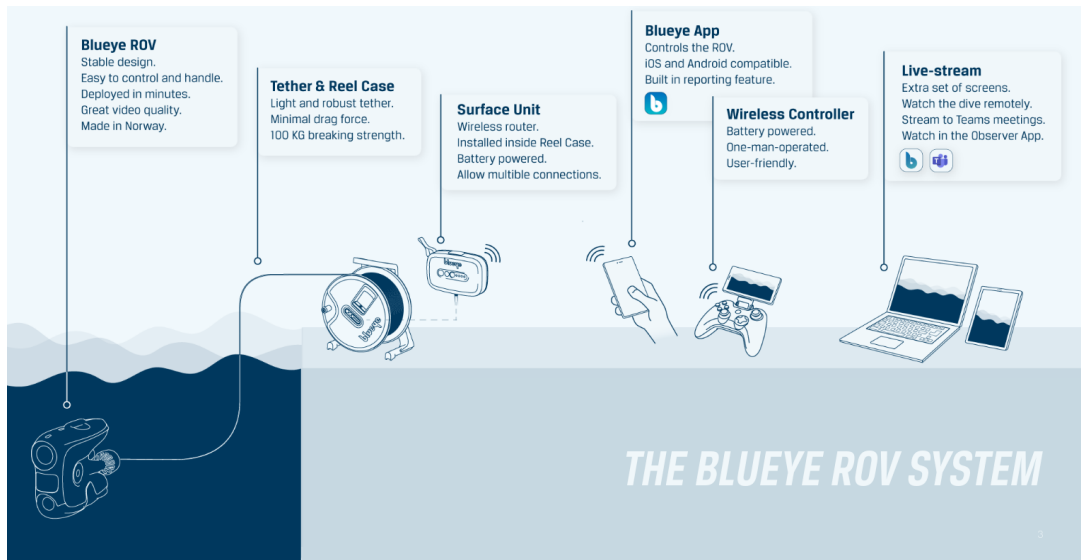 Blueye ROV
Stable design.
Easy to control and handle.
Deployed in minutes.
Great video quality.
Made in Norway.
Tether & Reel Case
Light and robust tether.
Minimal drag force.
100 KG breaking strength.
Surface Unit
Wireless router.
Installed inside Reel Case.
Battery powered.
Allow multiple connections.
Blueye App
Controls the ROV.
iOS and Android compatible.
Built in reporting feature.
b
Wireless Controller
Battery powered.
One-man-operated.
User-friendly.
Live-stream
Extra set of screens.
Watch the dive remotely.
Stream to Teams meetings.
Watch in the Observer App.
b
T
blueye
blueye
THE BLUEYE ROV SYSTEM
3